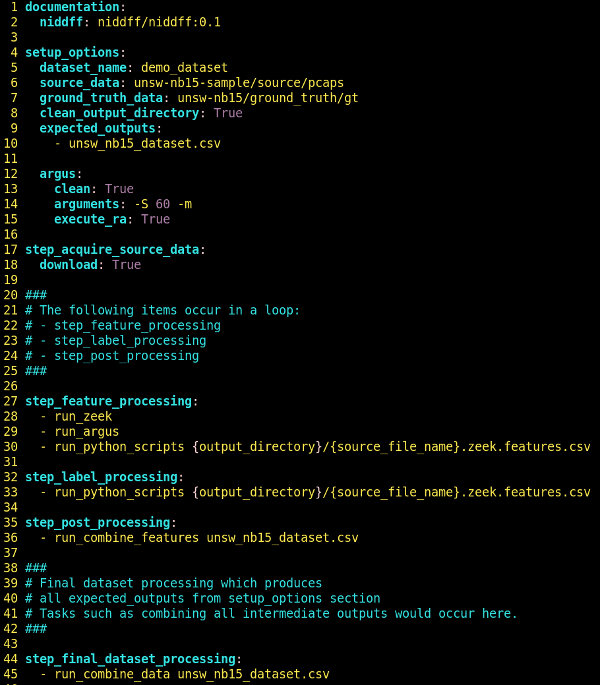 1 documentation:
2   niddff: niddff/niddff:0.1
3
4 setup_options:
5   dataset_name: demo_dataset
6   source_data: unsw-nb15-sample/source/pcaps
7   ground_truth_data: unsw-nb15/ground_truth/gt
8   clean_output_directory: True
9   expected_outputs:
10     - unsw_nb15_dataset.csv
11
12   argus:
13     clean: True
14     arguments: -S 60 -m
15     execute_ra: True
16
17 step_acquire_source_data:
18   download: True
19
20 ###
21 # The following items occur in a loop:
22 # - step_feature_processing
23 # - step_label_processing
24 # - step_post_processing
25 ###
26
27 step_feature_processing:
28   - run_zeek
29   - run_argus
30   - run_python_scripts {output_directory}/{source_file_name}.zeek.features.csv
31
32 step_label_processing:
33   - run_python_scripts {output_directory}/{source_file_name}.zeek.features.csv
34
35 step_post_processing:
36   - run_combine_features unsw_nb15_dataset.csv
37
38 ###
39 # Final dataset processing which produces
40 # all expected_outputs from setup_options section
41 # Tasks such as combining all intermediate outputs would occur here.
42 ###
43
44 step_final_dataset_processing:
45   - run_combine_data unsw_nb15_dataset.csv